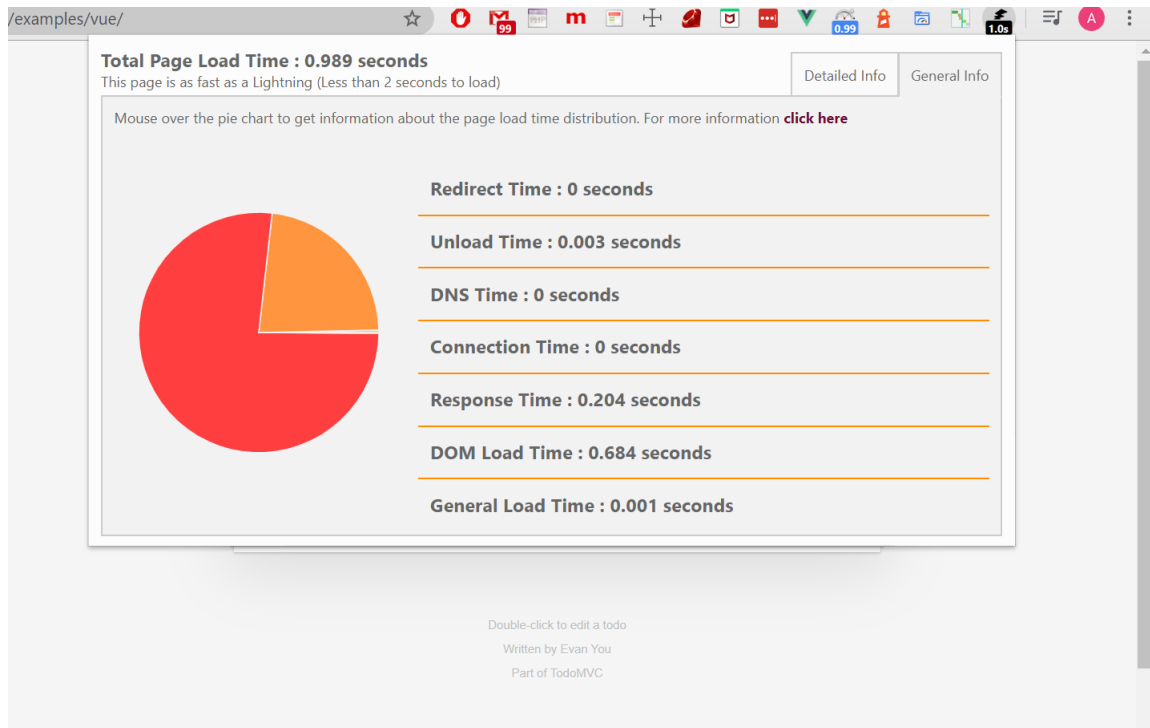 /examples/vue/
99
PHP
m
0.99
1.0s
A
Total Page Load Time : 0.989 seconds
This page is as fast as a Lightning (Less than 2 seconds to load)
Detailed Info
General Info
Mouse over the pie chart to get information about the page load time distribution. For more information click here
Redirect Time : 0 seconds
Unload Time : 0.003 seconds
DNS Time : 0 seconds
Connection Time : 0 seconds
Response Time : 0.204 seconds
DOM Load Time : 0.684 seconds
General Load Time : 0.001 seconds
Double-click to edit a todo
Written by Evan You
Part of TodoMVC